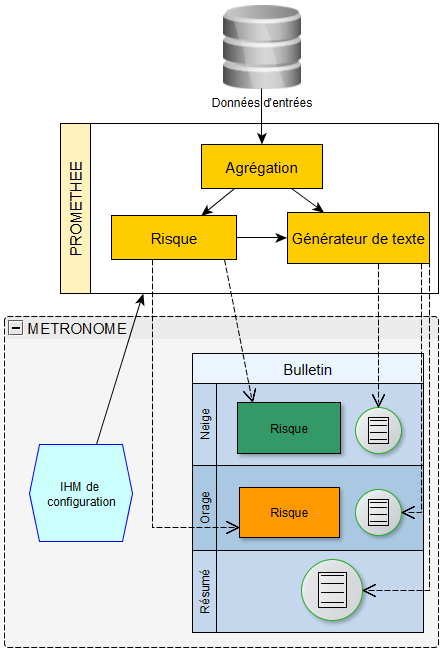 Données d'entrées
PROMETHEE
Agrégation
Risque
Générateur de texte
METRONOME
Bulletin
Neige
Risque
IHM de
configuration
Orage
Risque
Résumé